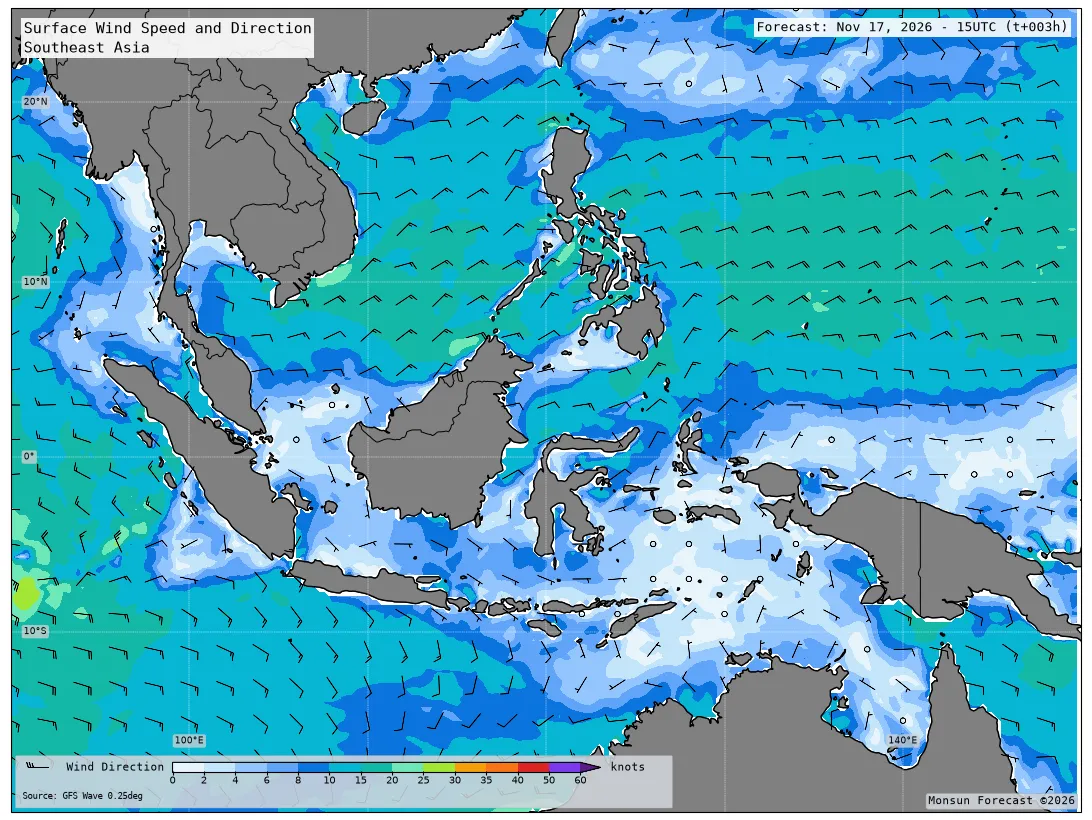 Surface Wind Speed and Direction
Southeast Asia
Forecast: Nov 17, 2026 - 15UTC (t+003h)
20°N
10°N
0°
10°S
100°E
140°E
Wind Direction
0 2 4 6 8 10 15 20 25 30 40 50 60
knots
Source: GFS Wave 0.25deg
Monsun Forecast ©2026